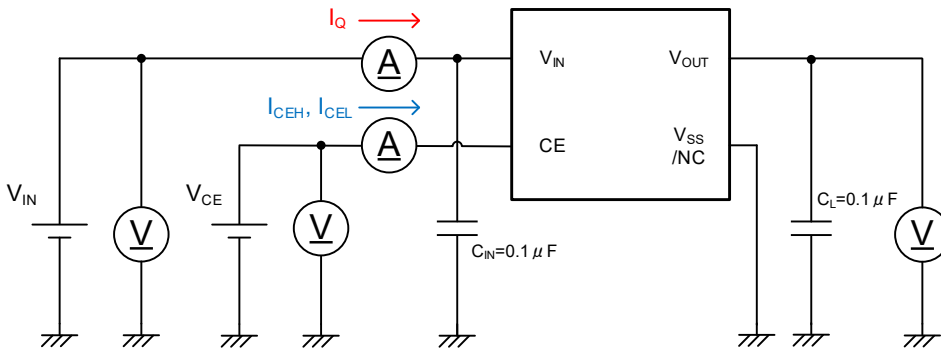 IQ
A
VIN
VOUT
ICEH, ICEL
A
CE
VSS
/NC
VIN
VCE
V
V
CIN=0.1μF
CL=0.1μF
V